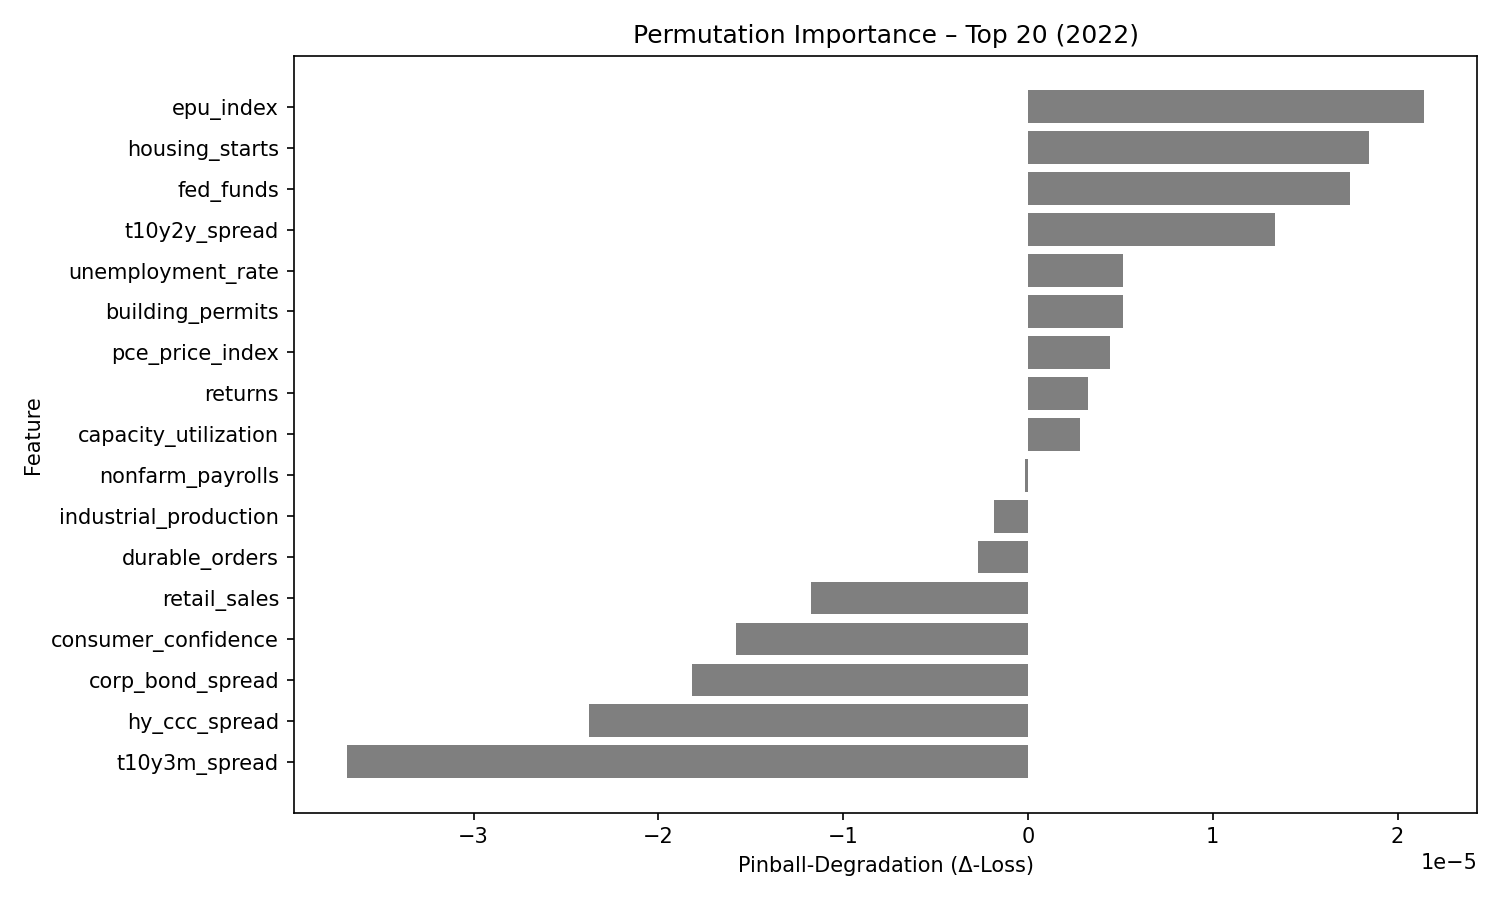 Permutation Importance – Top 20 (2022)
epu_index
housing_starts
fed_funds
t10y2y_spread
unemployment_rate
building_permits
pce_price_index
returns
capacity_utilization
nonfarm_payrolls
industrial_production
durable_orders
retail_sales
consumer_confidence
corp_bond_spread
hy_ccc_spread
t10y3m_spread
Feature
−3 −2 −1 0 1 2
1e−5
Pinball-Degradation (Δ-Loss)